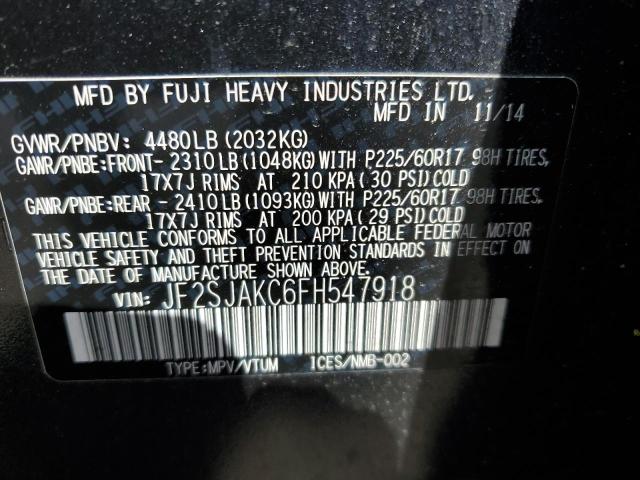 MFD BY FUJI HEAVY INDUSTRIES LTD.
MFD. IN 11/14
GVWR/PNBV: 4480LB (2032KG)
GAWR/PNBE:FRONT- 2310LB (1048KG) WITH P225/60R17 98H TIRES,
17X7J RIMS AT 210 KPA (30 PSI) COLD
GAWR/PNBE:REAR - 2410LB (1093KG) WITH P225/60R17 98H TIRES,
17X7J RIMS AT 200 KPA (29 PSI) COLD
THIS VEHICLE CONFORMS TO ALL APPLICABLE FEDERAL MOTOR
VEHICLE SAFETY AND THEFT PREVENTION STANDARDS IN EFFECT ON
THE DATE OF MANUFACTURE SHOWN ABOVE.
VIN: JF2SJAKC6FH547918
TYPE:MPV/VTUM ICES/NMB-002